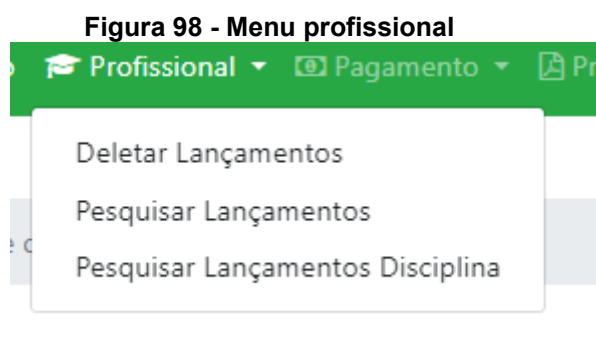 Figura 98 - Menu profissional
Profissional Pagamento
Deletar Lançamentos
Pesquisar Lançamentos
Pesquisar Lançamentos Disciplina